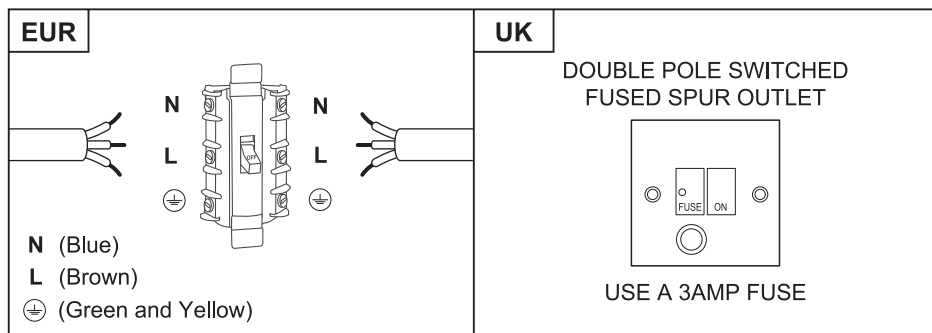 EUR
N
L
⏚
OFF
N
L
⏚
N (Blue)
L (Brown)
⏚ (Green and Yellow)
UK
DOUBLE POLE SWITCHED
FUSED SPUR OUTLET
FUSE ON
USE A 3AMP FUSE